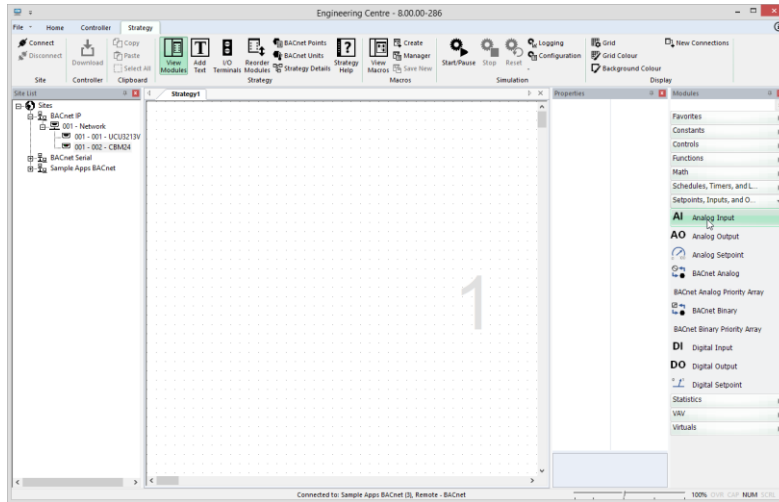 Engineering Centre - 8.00.00-286
File Home Controller Strategy
Connect
Disconnect
Download
Copy
Paste
Select All
View Modules
Add Text
I/O Terminals
Reorder Modules
BACnet Points
BACnet Units
Strategy Details
Strategy Help
View Macros
Create
Manager
Save New
Start/Pause
Stop
Reset
Logging
Configuration
Grid
Grid Colour
Background Colour
New Connections
Site Controller Clipboard Strategy Macros Simulation Display
Site List
Strategy1
Properties
Modules
Sites
BACnet IP
001 - Network
001 - 001 - UCU3213V
001 - 002 - CBM24
BACnet Serial
Sample Apps BACnet
1
Favorites
Constants
Controls
Functions
Math
Schedules, Timers, and L...
Setpoints, Inputs, and O...
AI Analog Input
AO Analog Output
Analog Setpoint
BACnet Analog
BACnet Analog Priority Array
BACnet Binary
BACnet Binary Priority Array
DI Digital Input
DO Digital Output
Digital Setpoint
Statistics
VAV
Virtuals
Connected to: Sample Apps BACnet (3), Remote - BACnet
100% OVR CAP NUM SCRL